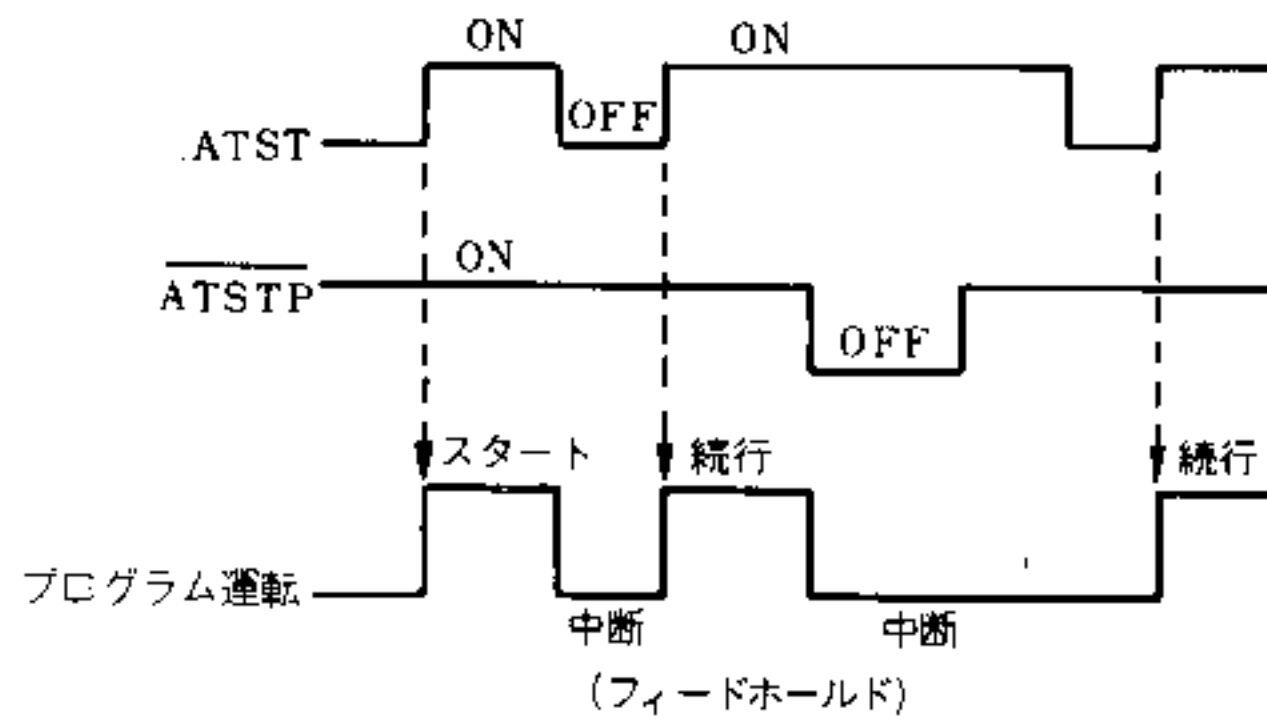 ON ON
OFF
ATST
ON
A̅T̅S̅T̅P̅
OFF
スタート 続行 続行
プログラム運転
中断 中断
(フィードホールド)